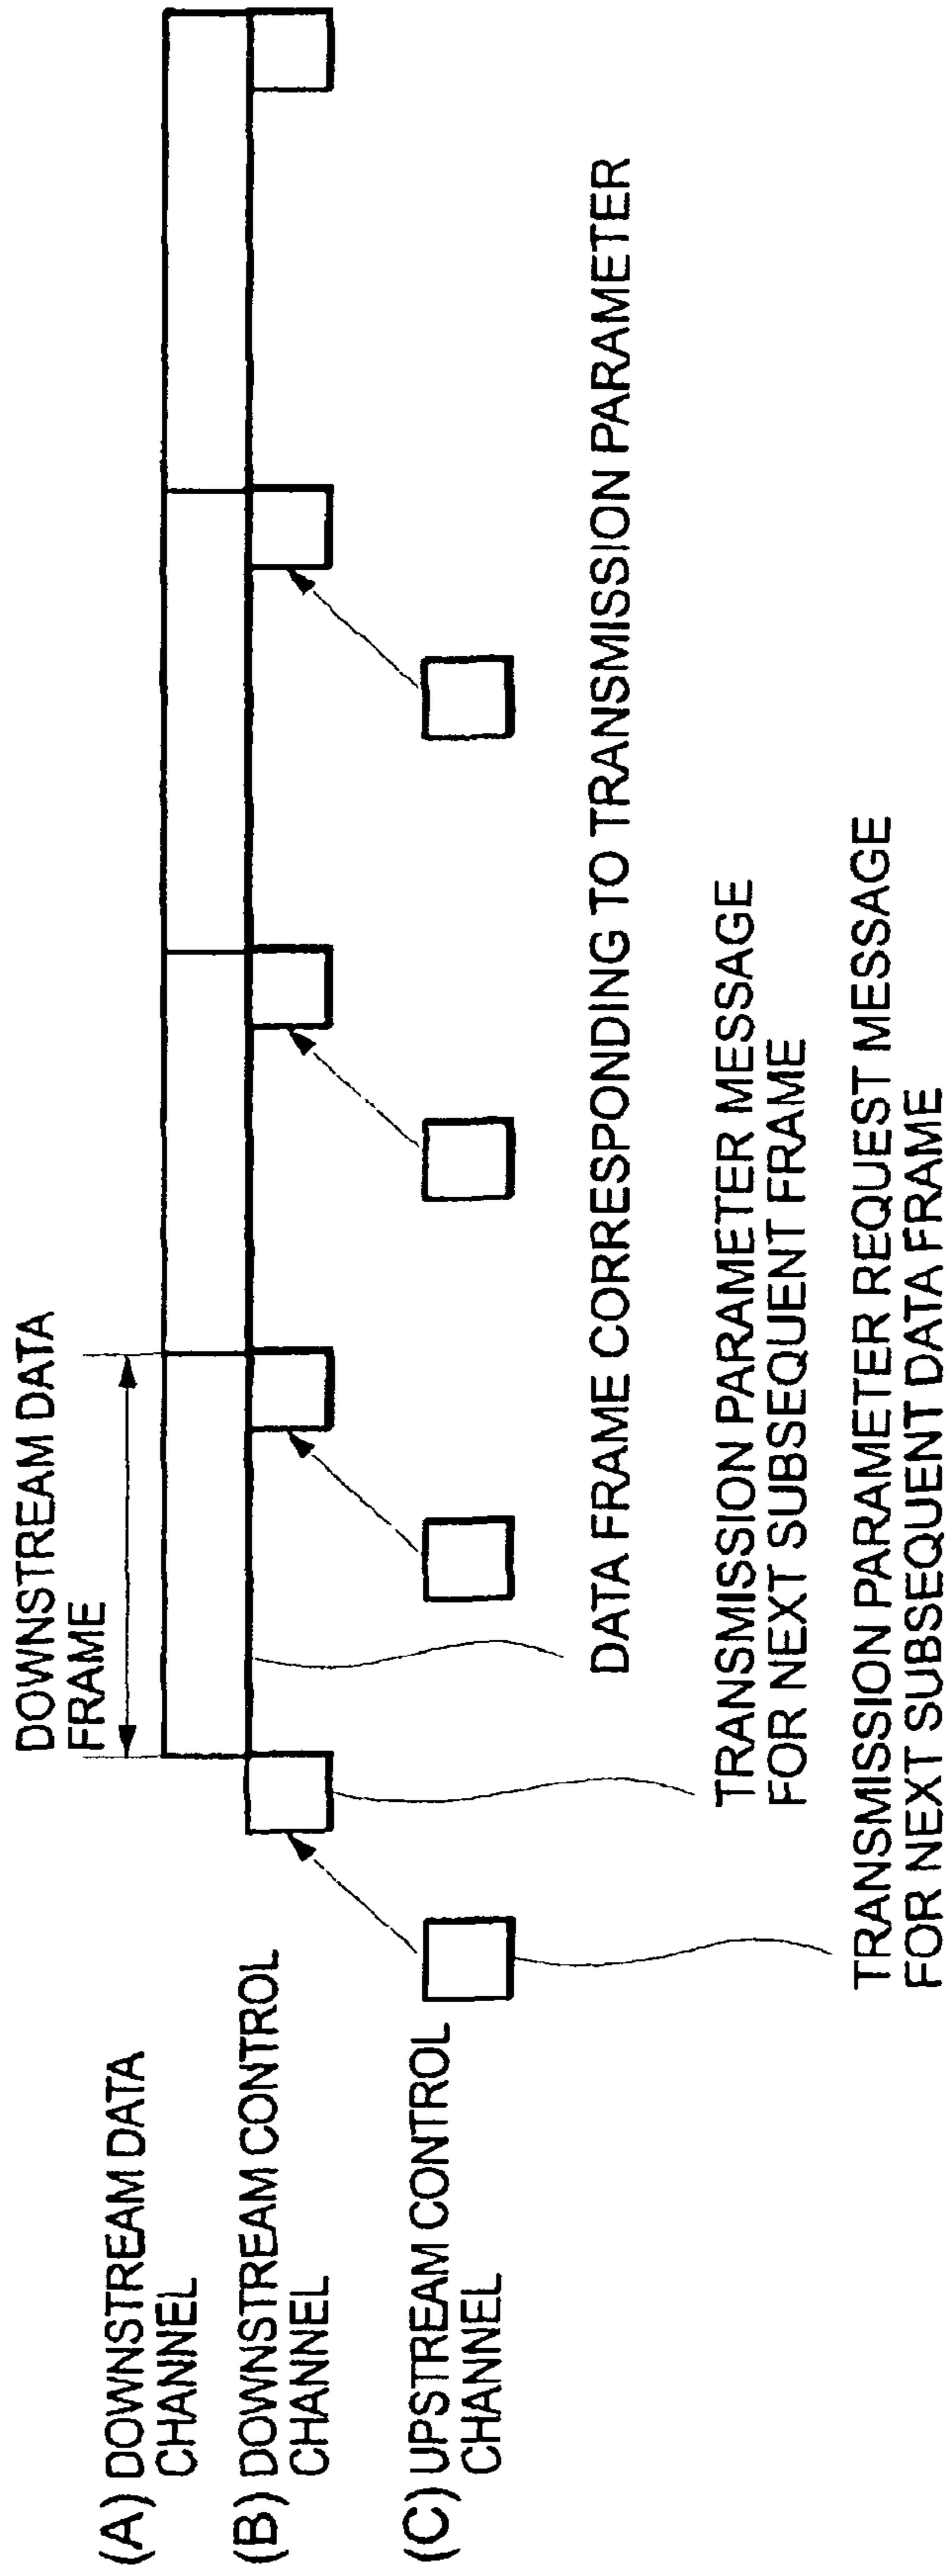 DOWNSTREAM DATA
FRAME
(A) DOWNSTREAM DATA
CHANNEL
(B) DOWNSTREAM CONTROL
CHANNEL
(C) UPSTREAM CONTROL
CHANNEL
DATA FRAME CORRESPONDING TO TRANSMISSION PARAMETER
TRANSMISSION PARAMETER MESSAGE
FOR NEXT SUBSEQUENT FRAME
TRANSMISSION PARAMETER REQUEST MESSAGE
FOR NEXT SUBSEQUENT DATA FRAME